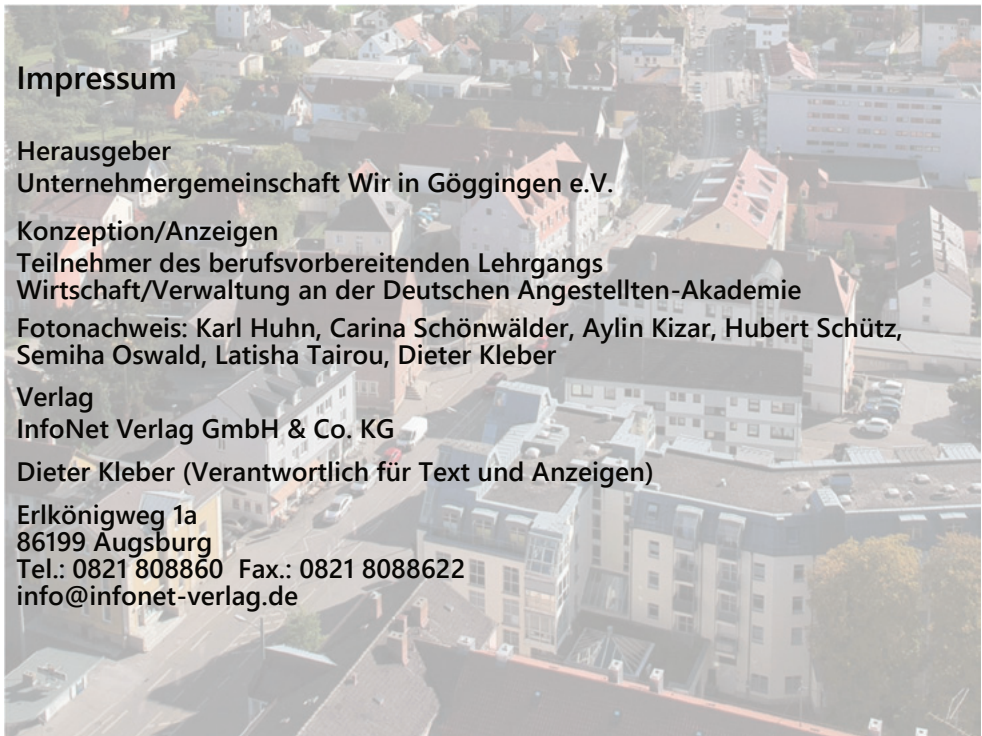 Impressum
Herausgeber
Unternehmergemeinschaft Wir in Göggingen e.V.
Konzeption/Anzeigen
Teilnehmer des berufsvorbereitenden Lehrgangs
Wirtschaft/Verwaltung an der Deutschen Angestellten-Akademie
Fotonachweis: Karl Huhn, Carina Schönwälder, Aylin Kizar, Hubert Schütz,
Semiha Oswald, Latisha Tairou, Dieter Kleber
Verlag
InfoNet Verlag GmbH & Co. KG
Dieter Kleber (Verantwortlich für Text und Anzeigen)
Erlkönigweg 1a
86199 Augsburg
Tel.: 0821 808860  Fax.: 0821 8088622
info@infonet-verlag.de